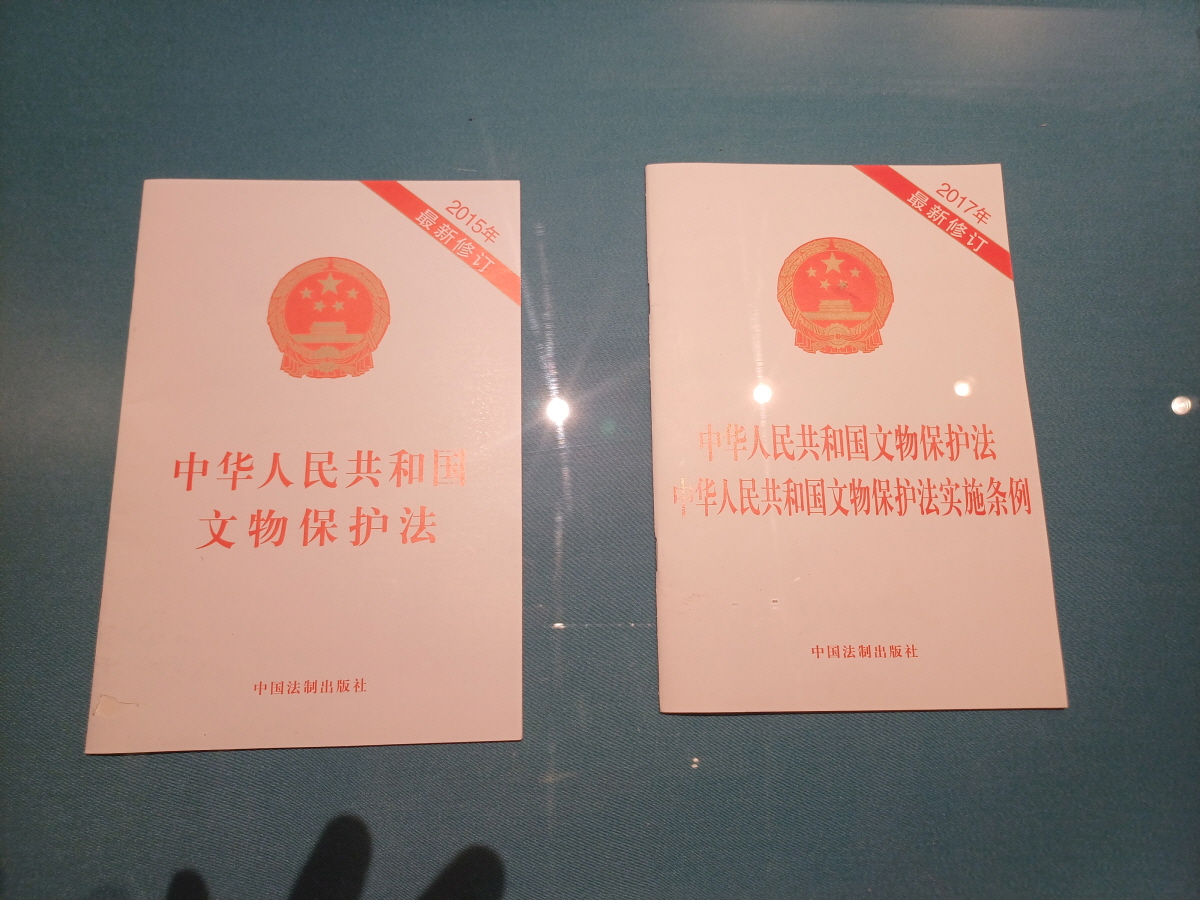 2015年
最新修订
中华人民共和国
文物保护法
中国法制出版社
2017年
最新修订
中华人民共和国文物保护法
中华人民共和国文物保护法实施条例
中国法制出版社